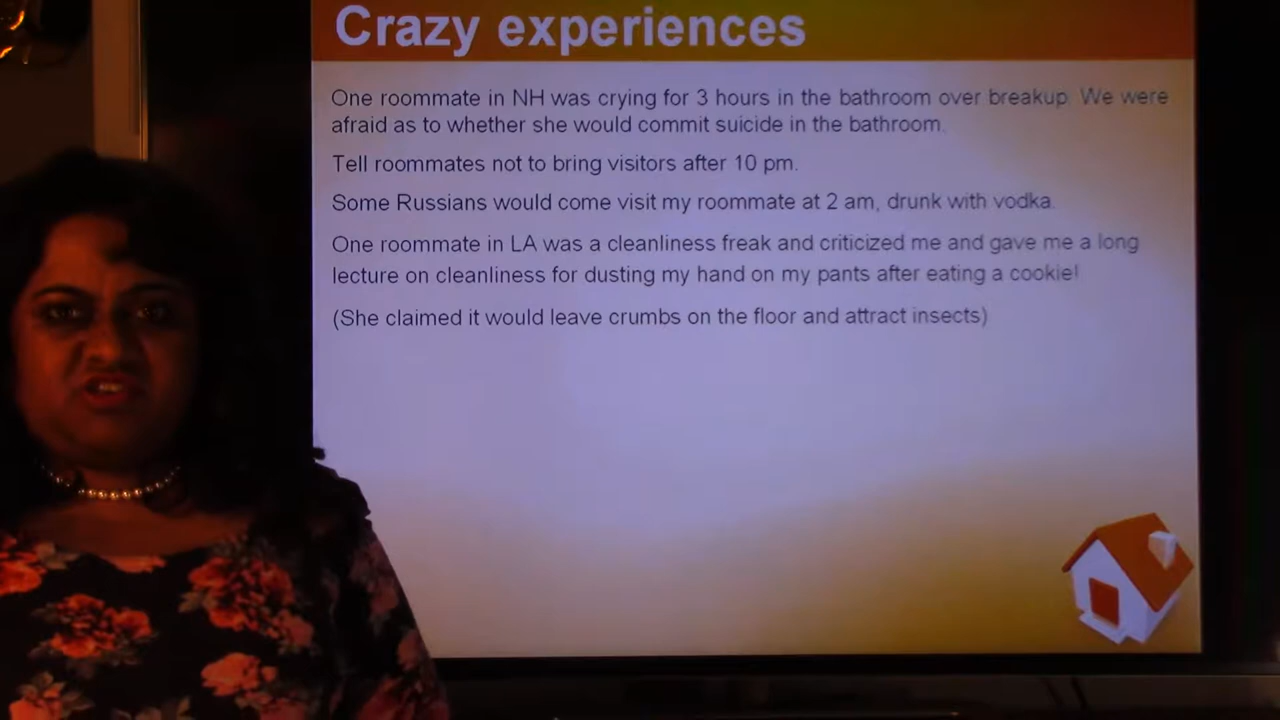 Crazy experiences
One roommate in NH was crying for 3 hours in the bathroom over breakup. We were
afraid as to whether she would commit suicide in the bathroom.
Tell roommates not to bring visitors after 10 pm.
Some Russians would come visit my roommate at 2 am, drunk with vodka.
One roommate in LA was a cleanliness freak and criticized me and gave me a long
lecture on cleanliness for dusting my hand on my pants after eating a cookie!
(She claimed it would leave crumbs on the floor and attract insects)